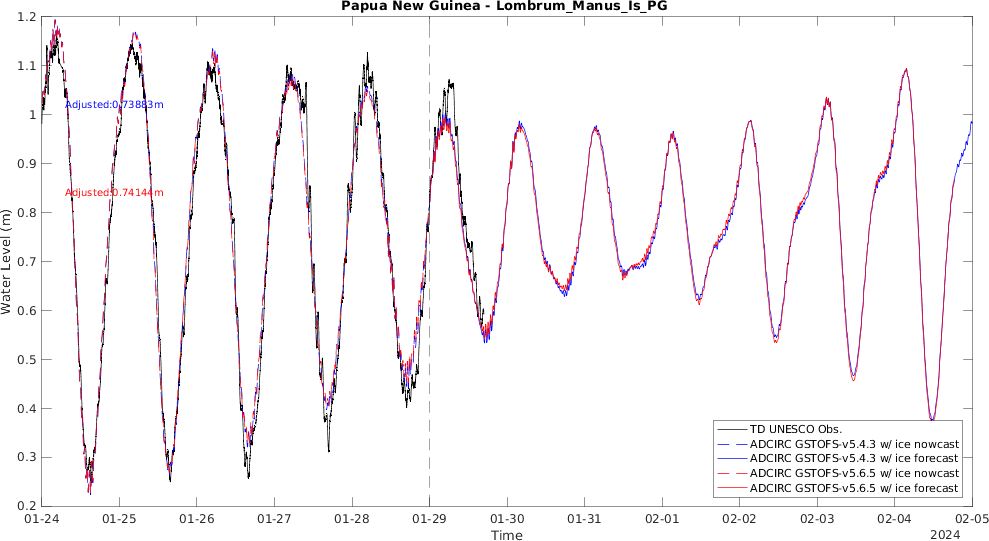 Papua New Guinea - Lombrum_Manus_Is_PG
1.2
1.1
1
0.9
0.8
0.7
0.6
0.5
0.4
0.3
0.2
Water Level (m)
Adjusted:0.73883m
Adjusted:0.74144m
TD UNESCO Obs.
ADCIRC GSTOFS-v5.4.3 w/ ice nowcast
ADCIRC GSTOFS-v5.4.3 w/ ice forecast
ADCIRC GSTOFS-v5.6.5 w/ ice nowcast
ADCIRC GSTOFS-v5.6.5 w/ ice forecast
01-24 01-25 01-26 01-27 01-28 01-29 01-30 01-31 02-01 02-02 02-03 02-04 02-05
Time
2024